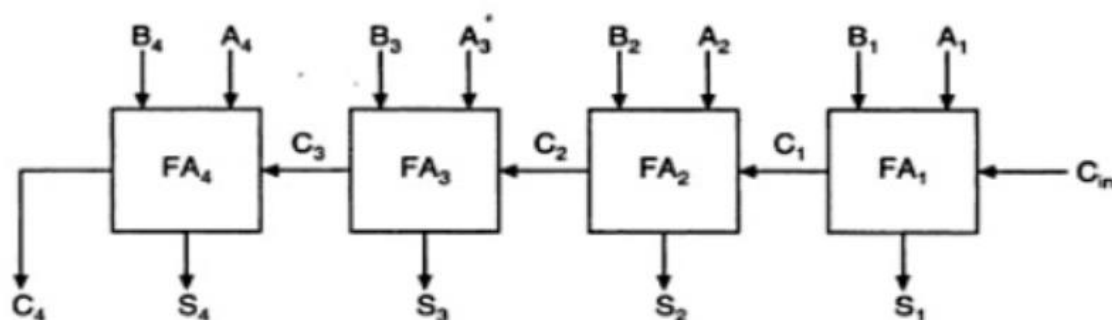 B₄ A₄ B₃ A₃ B₂ A₂ B₁ A₁
FA₄ C₃ FA₃ C₂ FA₂ C₁ FA₁ Cᵢₙ
C₄ S₄ S₃ S₂ S₁